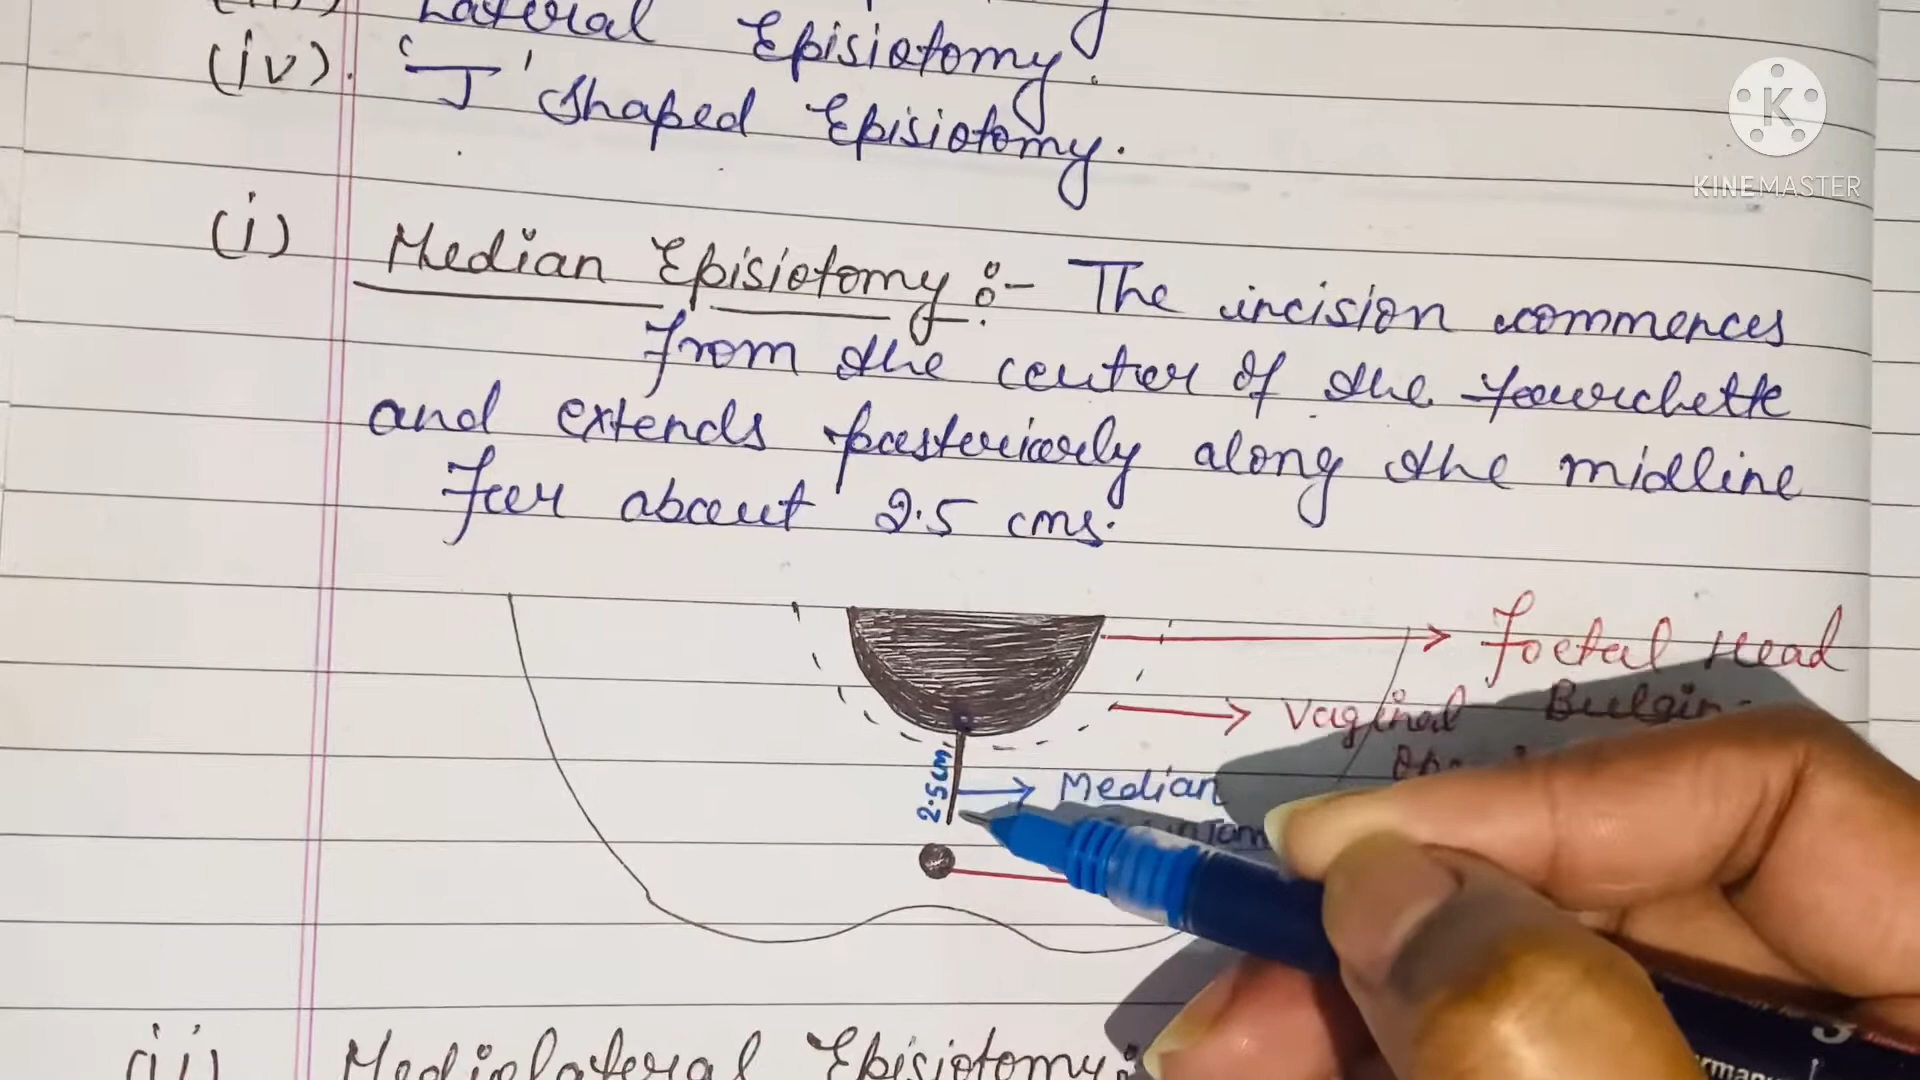 Lateral Episiotomy.
(iv). 'J' shaped Episiotomy.
KINEMASTER
(i) Median Episiotomy :- The incision commences
from the center of the fourchette
and extends posteriorly along the midline
for about 2.5 cms.
Foetal Head
Vaginal Bulgin
2.5cm
Median
Mediolateral Episiotomy: